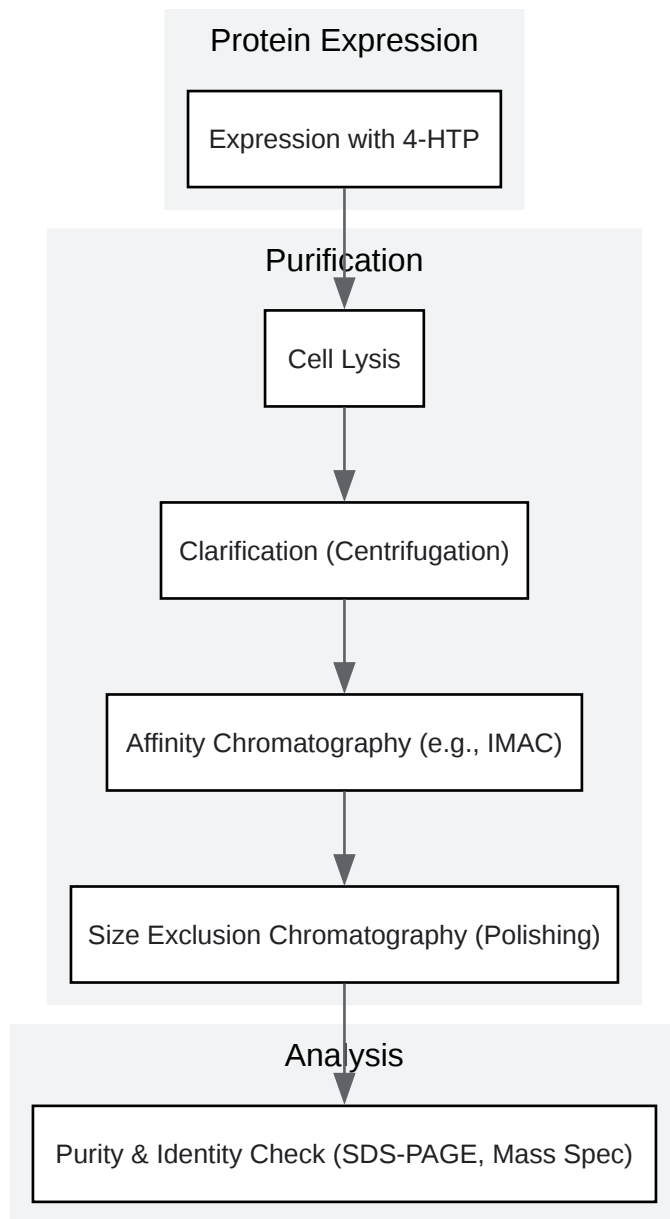 Protein Expression
Expression with 4-HTP
Purification
Cell Lysis
Clarification (Centrifugation)
Affinity Chromatography (e.g., IMAC)
Size Exclusion Chromatography (Polishing)
Analysis
Purity & Identity Check (SDS-PAGE, Mass Spec)